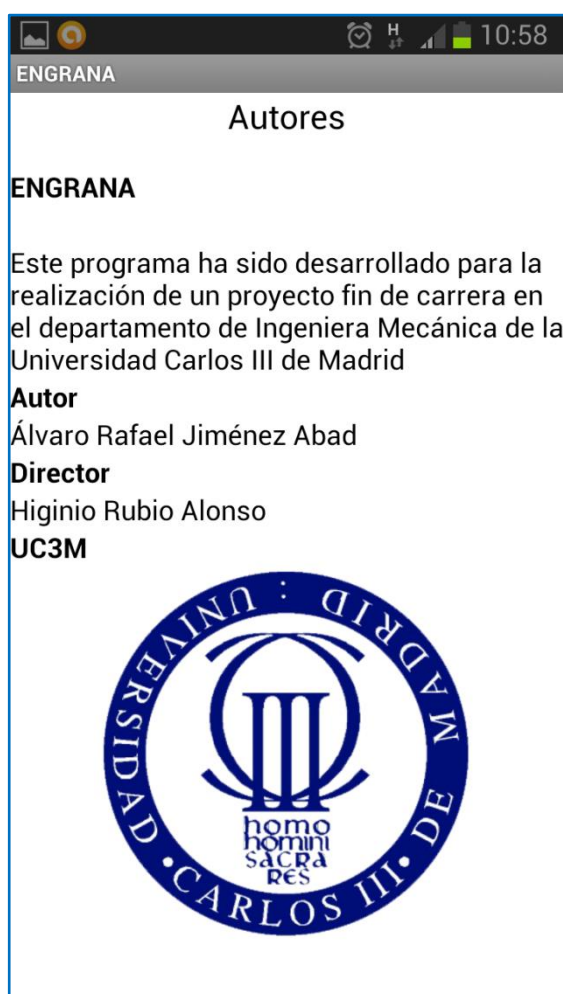 H
10:58
ENGRANA
Autores
ENGRANA
Este programa ha sido desarrollado para la
realización de un proyecto fin de carrera en
el departamento de Ingeniera Mecánica de la
Universidad Carlos III de Madrid
Autor
Álvaro Rafael Jiménez Abad
Director
Higinio Rubio Alonso
UC3M
UNIVERSIDAD • CARLOS III • DE MADRID :
homo
homini
SACRA
RES